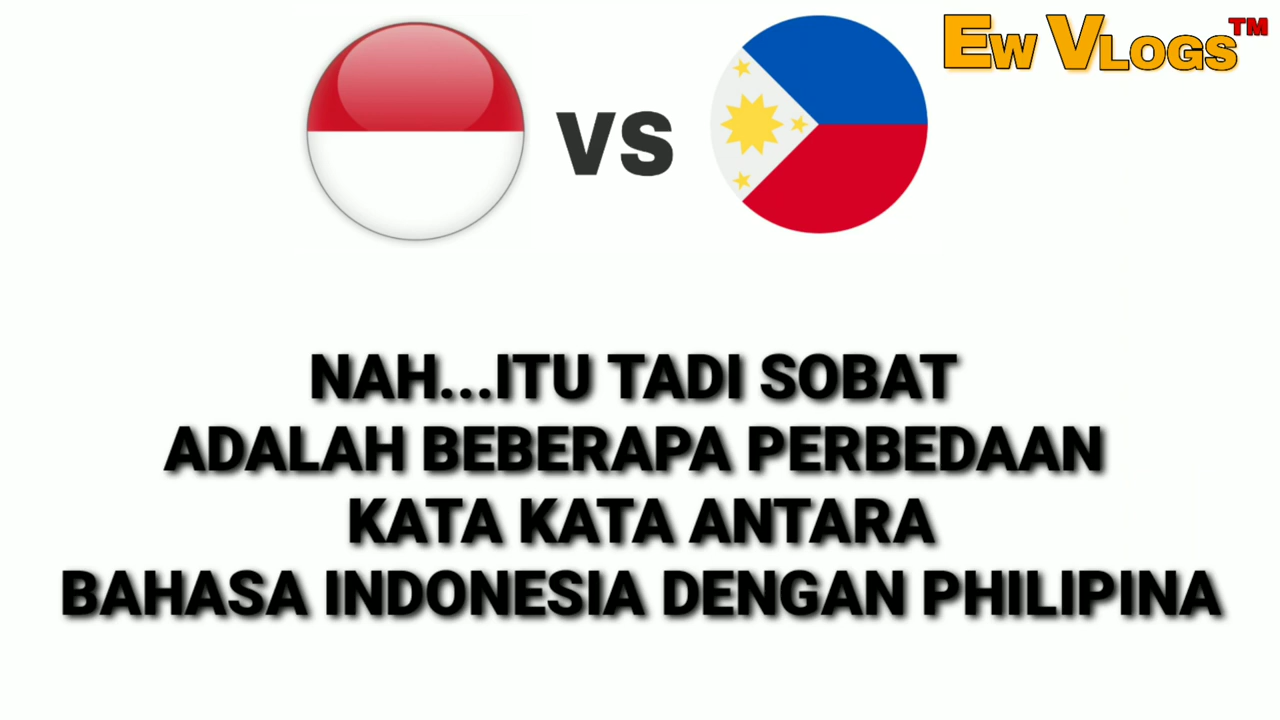 VS
EW VLOGS™
NAH...ITU TADI SOBAT
ADALAH BEBERAPA PERBEDAAN
KATA KATA ANTARA
BAHASA INDONESIA DENGAN PHILIPINA